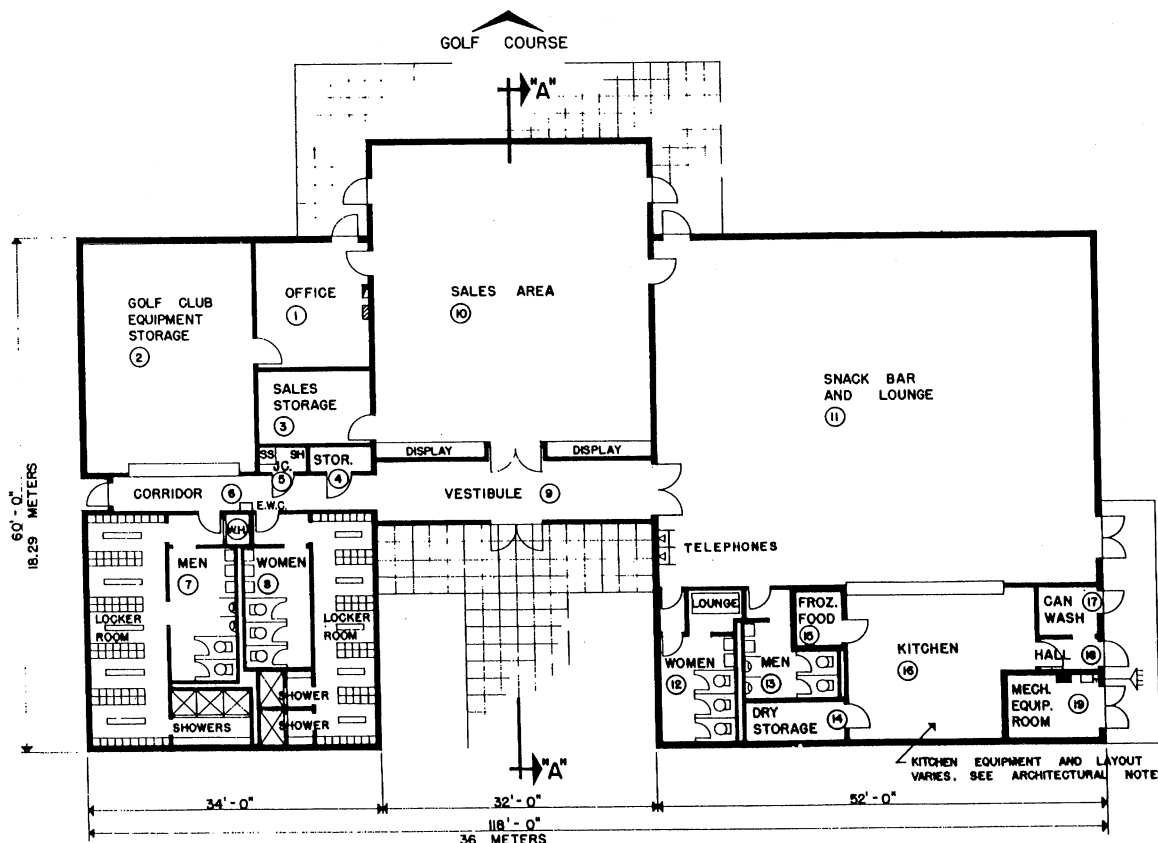 GOLF COURSE
"A"
OFFICE
1
GOLF CLUB
EQUIPMENT
STORAGE
2
SALES AREA
10
SNACK BAR
AND LOUNGE
11
SALES
STORAGE
3
SS SH
J.C.
5
STOR.
4
DISPLAY
DISPLAY
CORRIDOR 6
E.W.C.
VESTIBULE 9
W.H.
60'-0"
18.29 METERS
MEN
7
WOMEN
8
LOCKER
ROOM
LOCKER
ROOM
SHOWERS
SHOWER
SHOWER
TELEPHONES
LOUNGE
FROZ.
FOOD
15
WOMEN
12
MEN
13
DRY
STORAGE
14
KITCHEN
16
CAN
WASH
17
HALL 18
MECH.
EQUIP.
ROOM
19
"A"
KITCHEN EQUIPMENT AND LAYOUT
VARIES. SEE ARCHITECTURAL NOTE
34'-0"
32'-0"
52'-0"
118'-0"
36 METERS